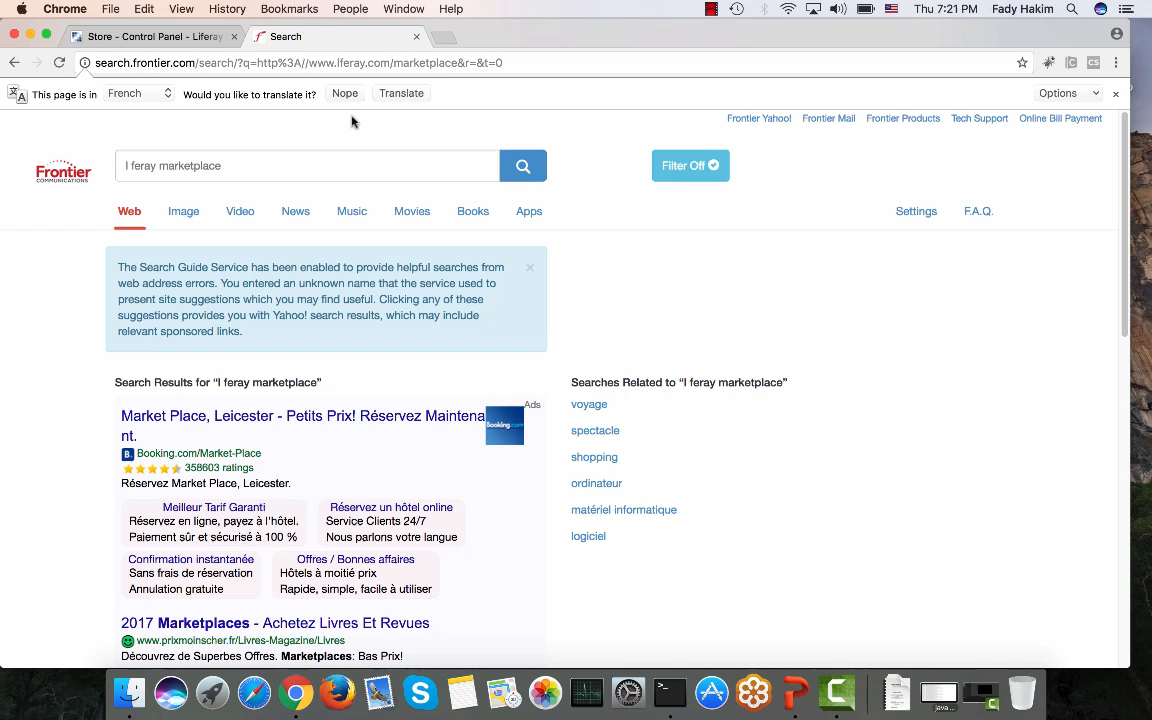 Chrome File Edit View History Bookmarks People Window Help Thu 7:21 PM Fady Hakim
Store - Control Panel - Liferay Search
search.frontier.com/search/?q=http%3A//www.lferay.com/marketplace&r=&t=0
This page is in French Would you like to translate it? Nope Translate Options
Frontier Yahoo! Frontier Mail Frontier Products Tech Support Online Bill Payment
Frontier
COMMUNICATIONS
l feray marketplace
Filter Off
Web Image Video News Music Movies Books Apps Settings F.A.Q.
The Search Guide Service has been enabled to provide helpful searches from
web address errors. You entered an unknown name that the service used to
present site suggestions which you may find useful. Clicking any of these
suggestions provides you with Yahoo! search results, which may include
relevant sponsored links.
Search Results for “l feray marketplace”
Ads
Market Place, Leicester - Petits Prix! Réservez Maintena
nt.
Booking.com
B. Booking.com/Market-Place
358603 ratings
Réservez Market Place, Leicester.
Meilleur Tarif Garanti
Réservez en ligne, payez à l'hôtel.
Paiement sûr et sécurisé à 100 %
Réservez un hôtel online
Service Clients 24/7
Nous parlons votre langue
Confirmation instantanée
Sans frais de réservation
Annulation gratuite
Offres / Bonnes affaires
Hôtels à moitié prix
Rapide, simple, facile à utiliser
2017 Marketplaces - Achetez Livres Et Revues
www.prixmoinscher.fr/Livres-Magazine/Livres
Découvrez de Superbes Offres. Marketplaces: Bas Prix!
Searches Related to “l feray marketplace”
voyage
spectacle
shopping
ordinateur
matériel informatique
logiciel